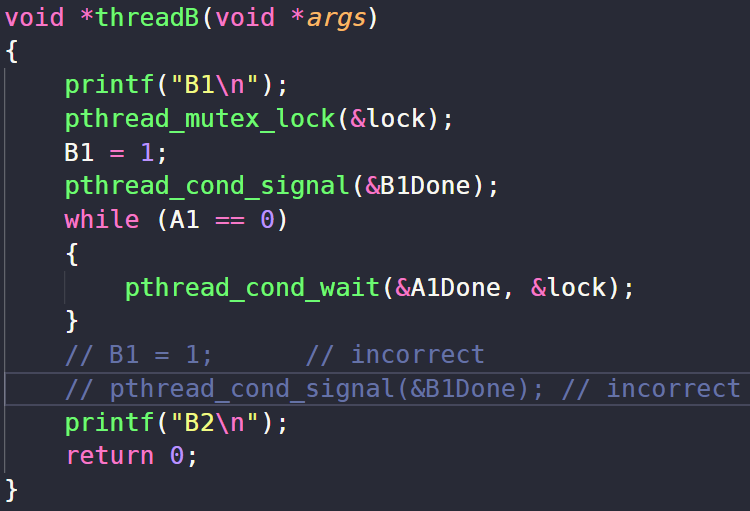 void *threadB(void *args)
{
    printf("B1\n");
    pthread_mutex_lock(&lock);
    B1 = 1;
    pthread_cond_signal(&B1Done);
    while (A1 == 0)
    {
        pthread_cond_wait(&A1Done, &lock);
    }
    // B1 = 1;      // incorrect
    // pthread_cond_signal(&B1Done); // incorrect
    printf("B2\n");
    return 0;
}